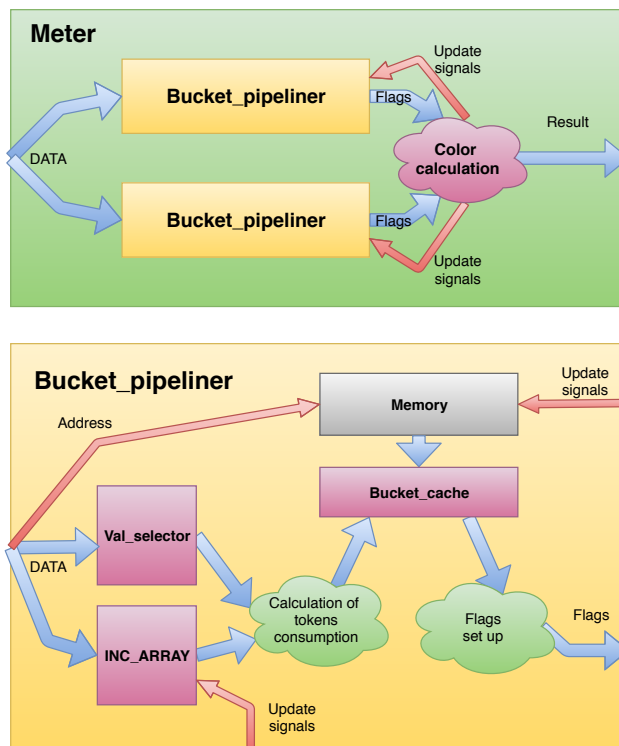 Meter
Update
signals
Bucket_pipeliner
Flags
Result
DATA
Color
calculation
Bucket_pipeliner
Flags
Update
signals
Bucket_pipeliner
Update
signals
Address
Memory
Bucket_cache
Val_selector
DATA
Calculation of
tokens
consumption
Flags
set up
Flags
INC_ARRAY
Update
signals